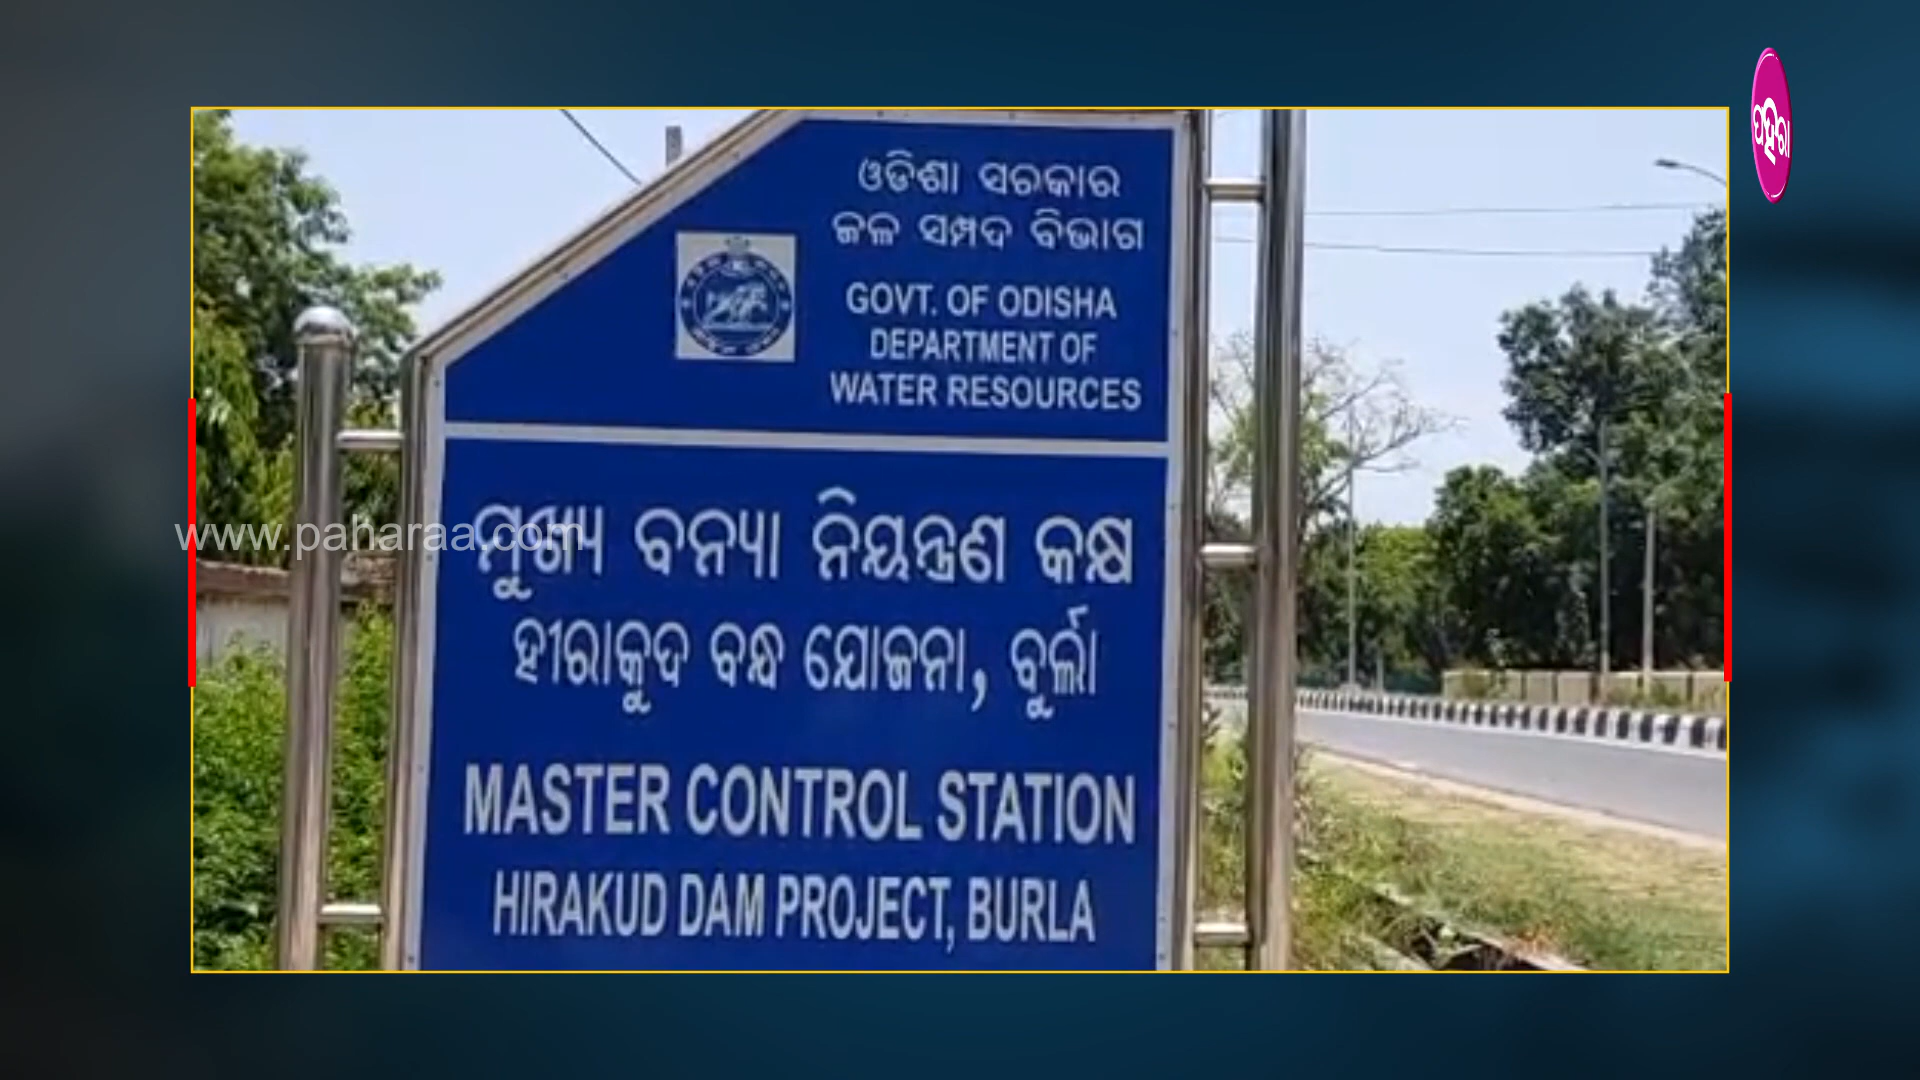 ପହରା
ଓଡିଶା ସରକାର
ଜଳ ସମ୍ପଦ ବିଭାଗ
GOVT. OF ODISHA
DEPARTMENT OF
WATER RESOURCES
www.paharaa.com
ମୁଖ୍ୟ ବନ୍ୟା ନିୟନ୍ତ୍ରଣ କକ୍ଷ
ହୀରାକୁଦ ବନ୍ଧ ଯୋଜନା, ବୁର୍ଲା
MASTER CONTROL STATION
HIRAKUD DAM PROJECT, BURLA